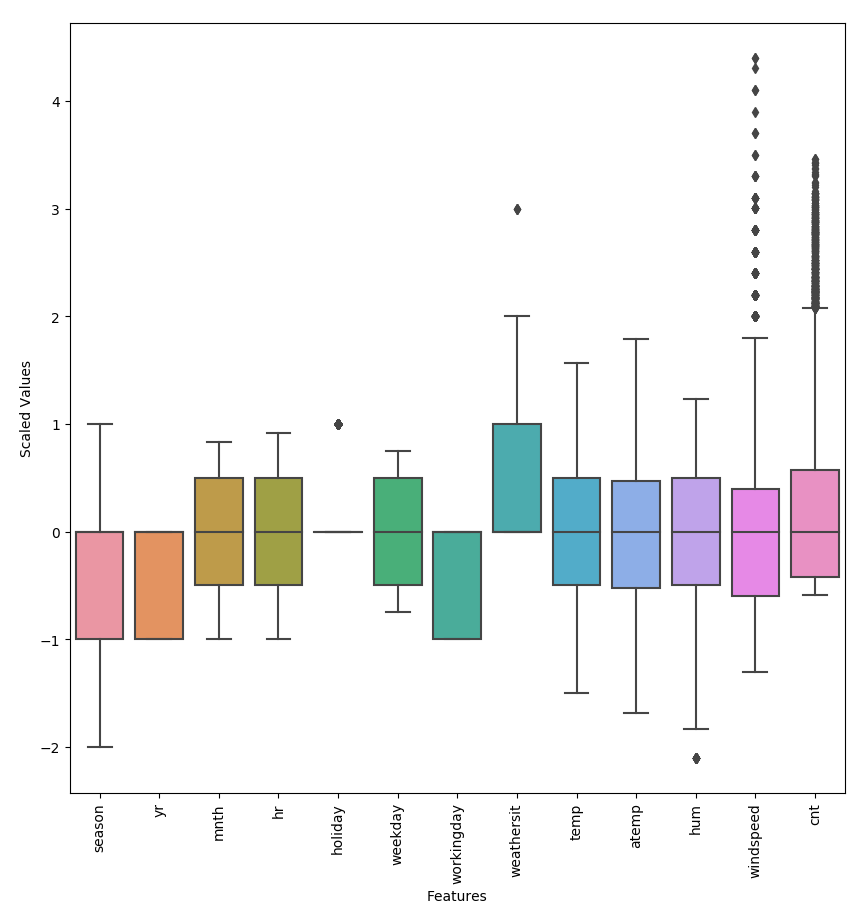 4
3
2
1
0
−1
−2
Scaled Values
season
yr
mnth
hr
holiday
weekday
workingday
weathersit
temp
atemp
hum
windspeed
cnt
Features